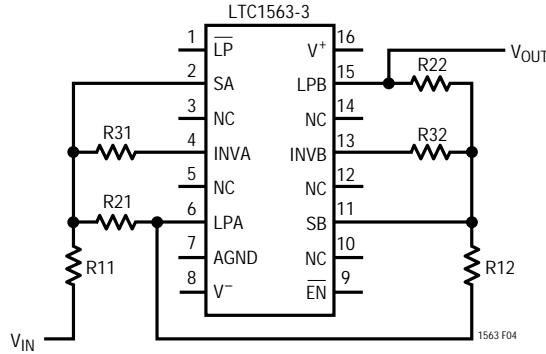 LTC1563-3
1 LP 16 V+
2 SA 15 LPB
3 NC 14 NC
4 INVA 13 INVB
5 NC 12 NC
6 LPA 11 SB
7 AGND 10 NC
8 V− 9 EN
R31
R21
R11
VIN
VOUT
R22
R32
R12
1563 F04